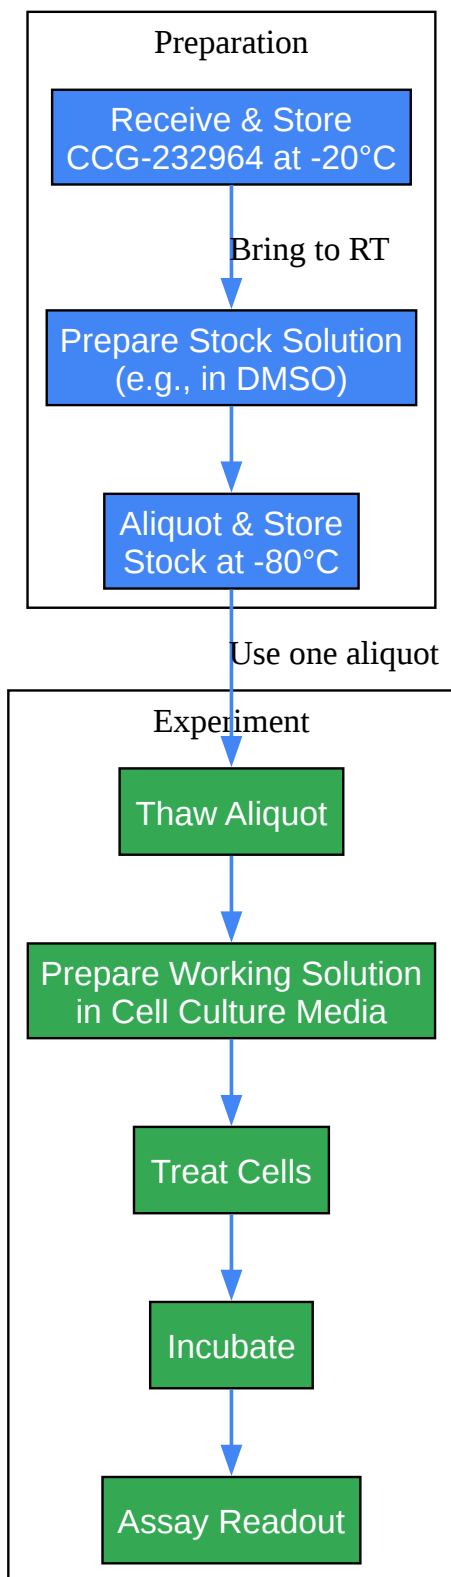 Preparation
Receive & Store
CCG-232964 at -20°C
Bring to RT
Prepare Stock Solution
(e.g., in DMSO)
Aliquot & Store
Stock at -80°C
Use one aliquot
Experiment
Thaw Aliquot
Prepare Working Solution
in Cell Culture Media
Treat Cells
Incubate
Assay Readout